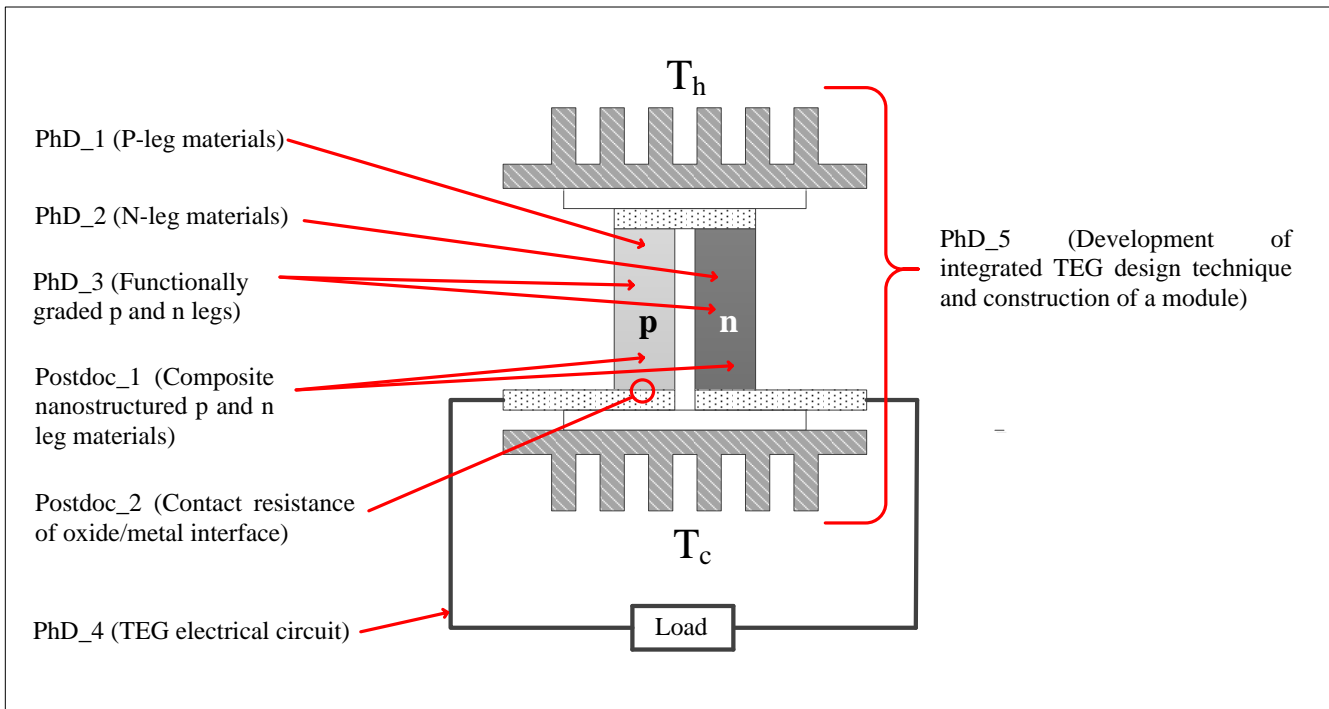 T_h
PhD_1 (P-leg materials)
PhD_2 (N-leg materials)
PhD_3 (Functionally
graded p and n legs)
Postdoc_1 (Composite
nanostructured p and n
leg materials)
Postdoc_2 (Contact resistance
of oxide/metal interface)
PhD_4 (TEG electrical circuit)
p
n
T_c
Load
PhD_5 (Development of
integrated TEG design technique
and construction of a module)